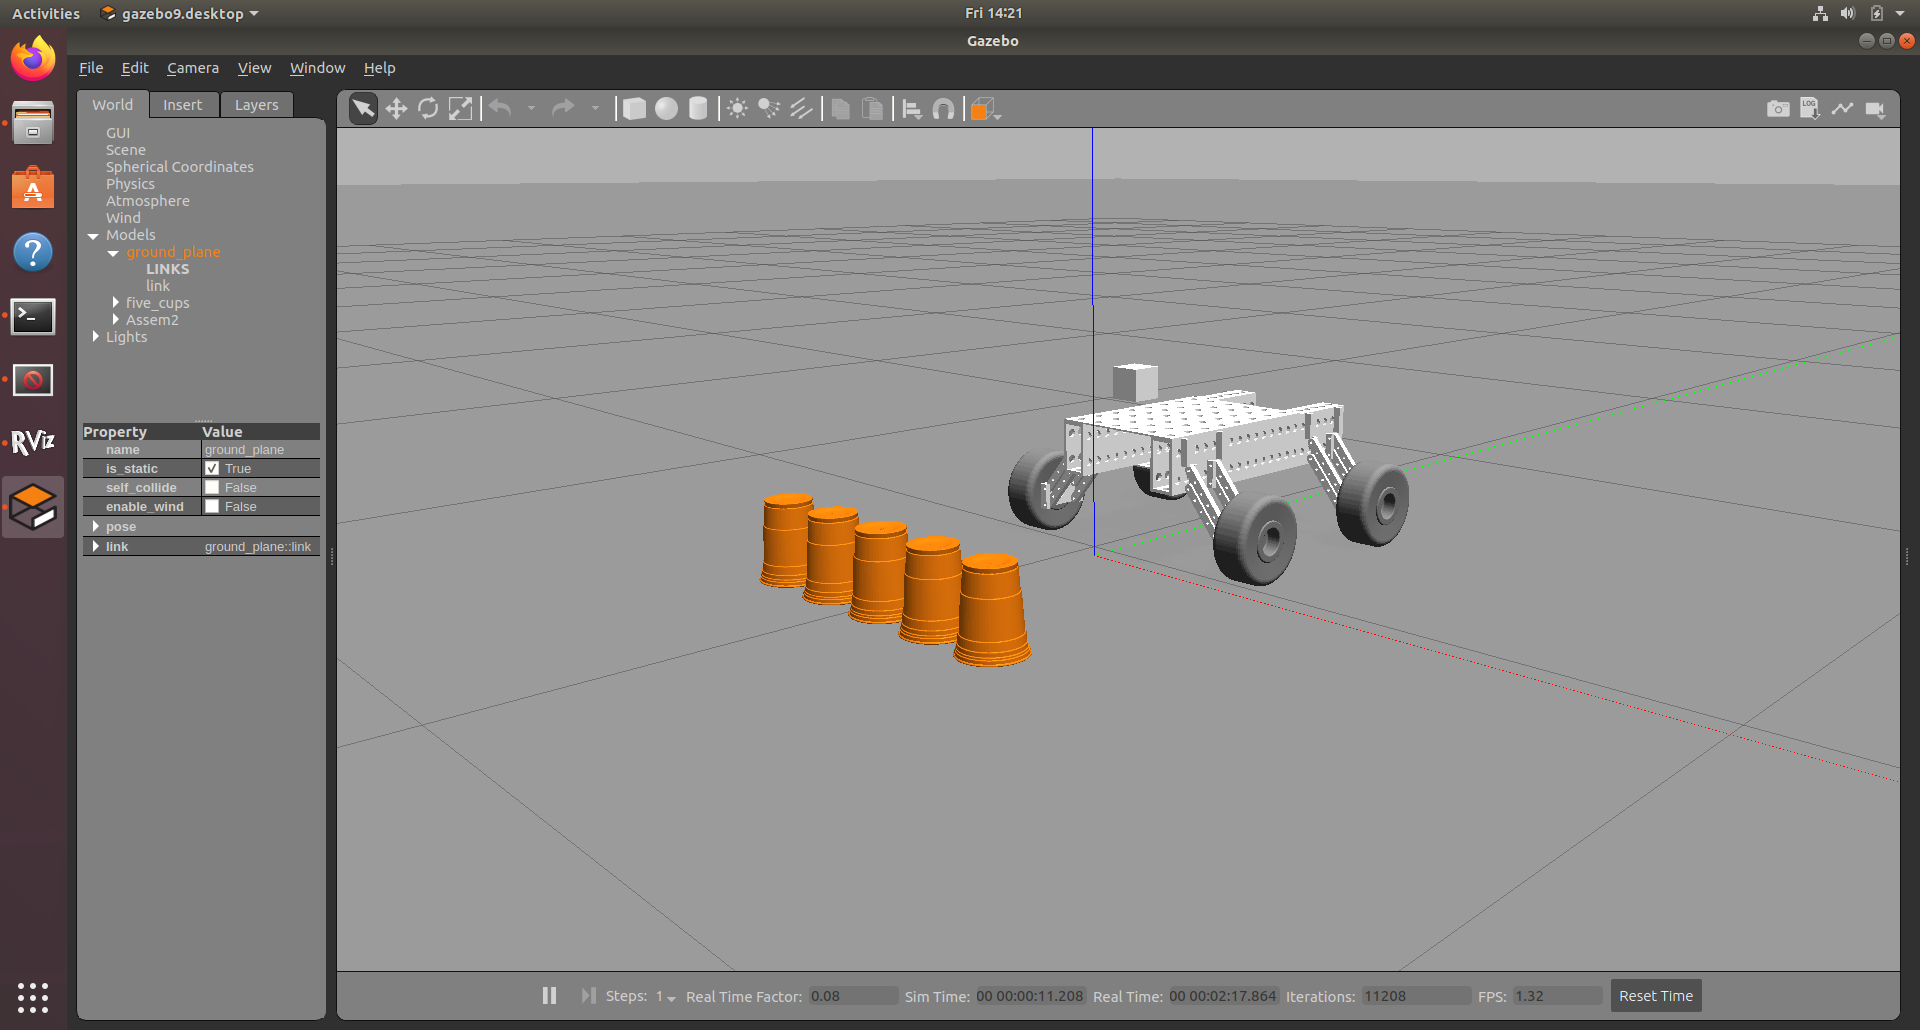 Activities gazebo9.desktop Fri 14:21
Gazebo
File Edit Camera View Window Help
World Insert Layers
LOG
GUI
Scene
Spherical Coordinates
Physics
Atmosphere
Wind
Models
ground_plane
LINKS
link
five_cups
Assem2
Lights
Property Value
name ground_plane
is_static True
self_collide False
enable_wind False
pose
link ground_plane::link
RViz
Steps: 1 Real Time Factor: 0.08 Sim Time: 00 00:00:11.208 Real Time: 00 00:02:17.864 Iterations: 11208 FPS: 1.32 Reset Time